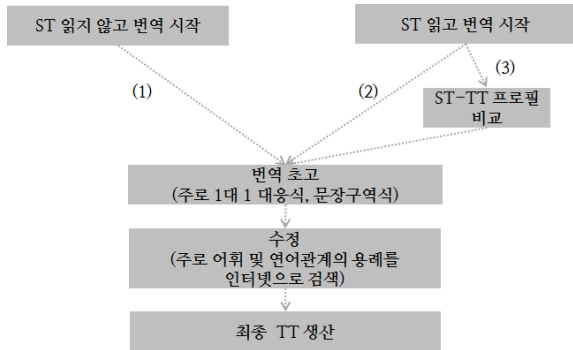 ST 읽지 않고 번역 시작
ST 읽고 번역 시작
(1)
(2)
(3)
ST-TT 프로필
비교
번역 초고
(주로 1대 1 대응식, 문장구역식)
수정
(주로 어휘 및 연어관계의 용례를
인터넷으로 검색)
최종 TT 생산